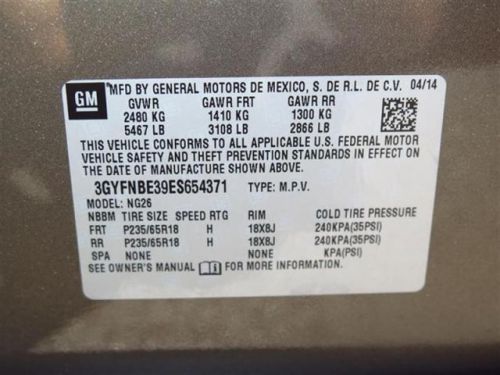 GM
MFD BY GENERAL MOTORS DE MEXICO, S. DE R.L. DE C.V. 04/14
GVWR GAWR FRT GAWR RR
2480 KG 1410 KG 1300 KG
5467 LB 3108 LB 2866 LB
THIS VEHICLE CONFORMS TO ALL APPLICABLE U.S. FEDERAL MOTOR
VEHICLE SAFETY AND THEFT PREVENTION STANDARDS IN EFFECT ON
THE DATE OF MANUFACTURE SHOWN ABOVE.
3GYFNBE39ES654371 TYPE: M.P.V.
MODEL: NG26
NBBM TIRE SIZE SPEED RTG RIM COLD TIRE PRESSURE
FRT P235/65R18 H 18X8J 240KPA(35PSI)
RR P235/65R18 H 18X8J 240KPA(35PSI)
SPA NONE NONE KPA(PSI)
SEE OWNER'S MANUAL FOR MORE INFORMATION.